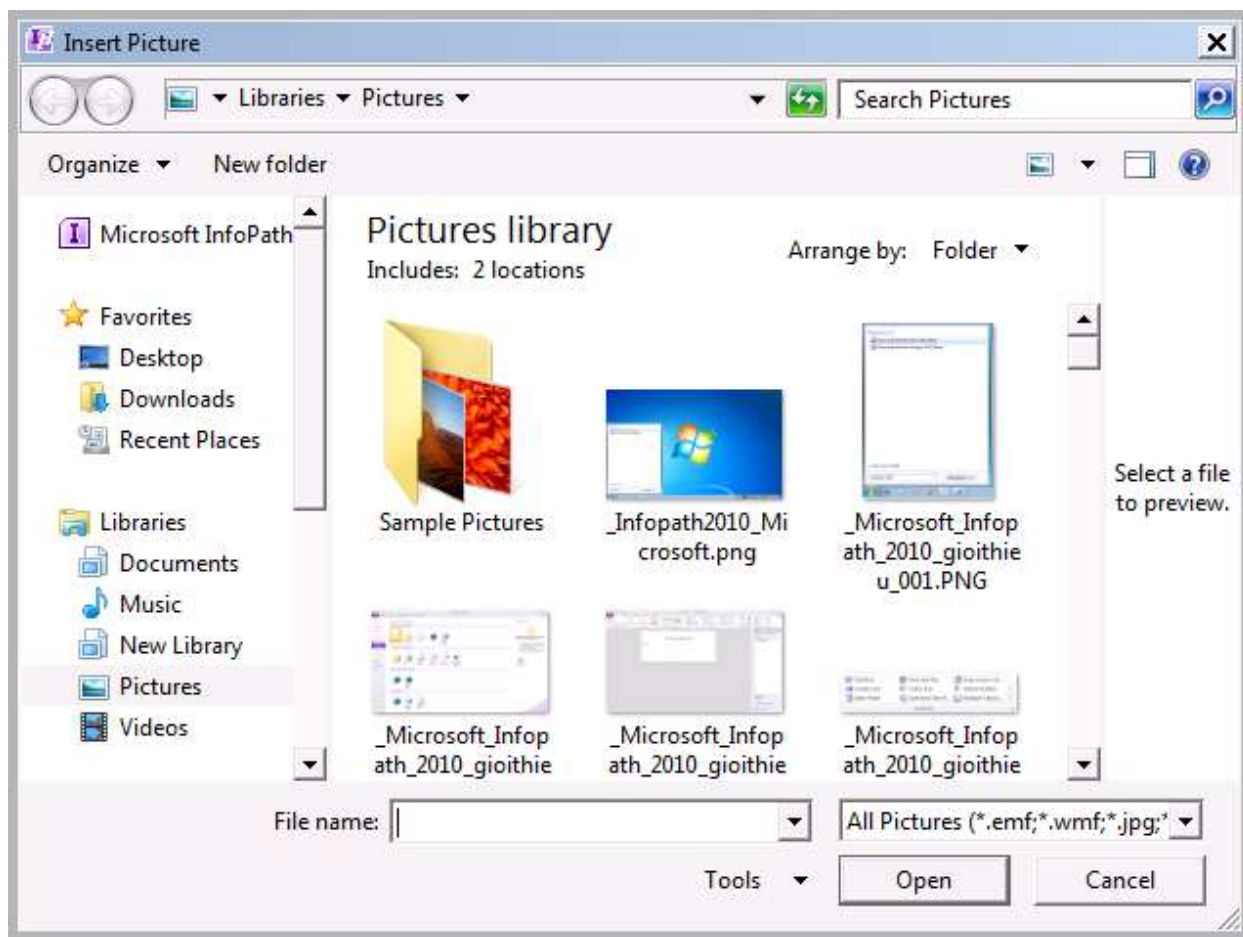 Insert Picture
Libraries Pictures
Search Pictures
Organize New folder
Microsoft InfoPath
Favorites
Desktop
Downloads
Recent Places
Libraries
Documents
Music
New Library
Pictures
Videos
Pictures library
Includes: 2 locations
Arrange by: Folder
Sample Pictures
_Infopath2010_Mi
crosoft.png
_Microsoft_Infop
ath_2010_gioithie
u_001.PNG
_Microsoft_Infop
ath_2010_gioithie
_Microsoft_Infop
ath_2010_gioithie
_Microsoft_Infop
ath_2010_gioithie
Select a file
to preview.
File name:
All Pictures (*.emf;*.wmf;*.jpg;*
Tools
Open
Cancel